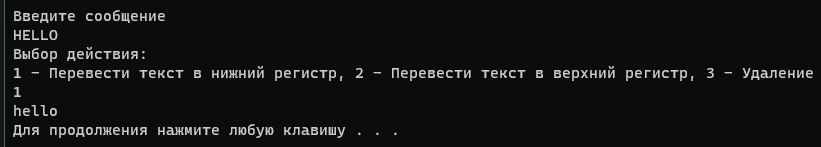 Введите сообщение
HELLO
Выбор действия:
1 - Перевести текст в нижний регистр, 2 - Перевести текст в верхний регистр, 3 - Удаление
1
hello
Для продолжения нажмите любую клавишу . . .